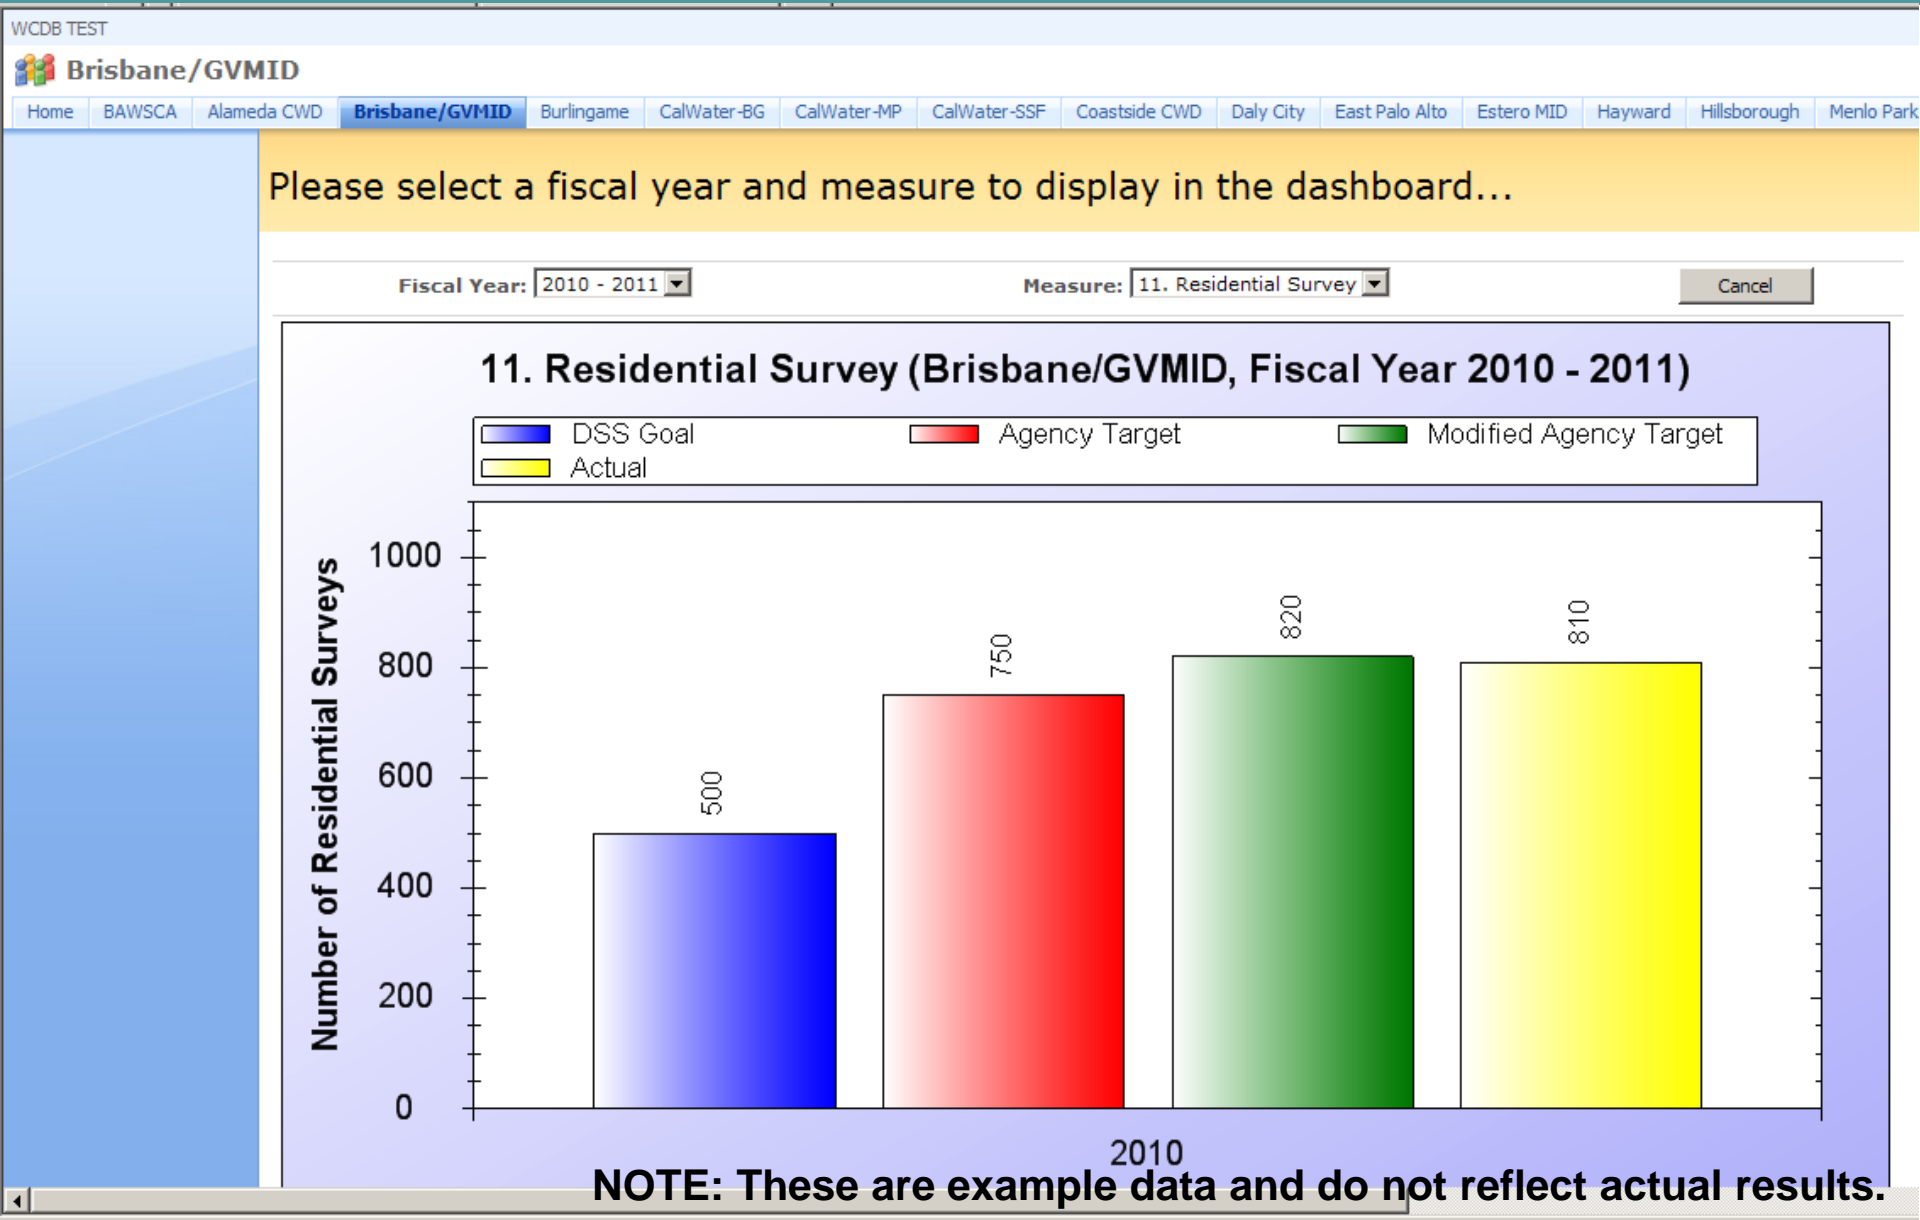 WCDB TEST
Brisbane/GVMID
Home BAWSCA Alameda CWD Brisbane/GVMID Burlingame CalWater-BG CalWater-MP CalWater-SSF Coastside CWD Daly City East Palo Alto Estero MID Hayward Hillsborough Menlo Park
Please select a fiscal year and measure to display in the dashboard...
Fiscal Year: 2010 - 2011 Measure: 11. Residential Survey Cancel
11. Residential Survey (Brisbane/GVMID, Fiscal Year 2010 - 2011)
DSS Goal Agency Target Modified Agency Target
Actual
Number of Residential Surveys
1000
800
600
400
200
0
500
750
820
810
2010
NOTE: These are example data and do not reflect actual results.